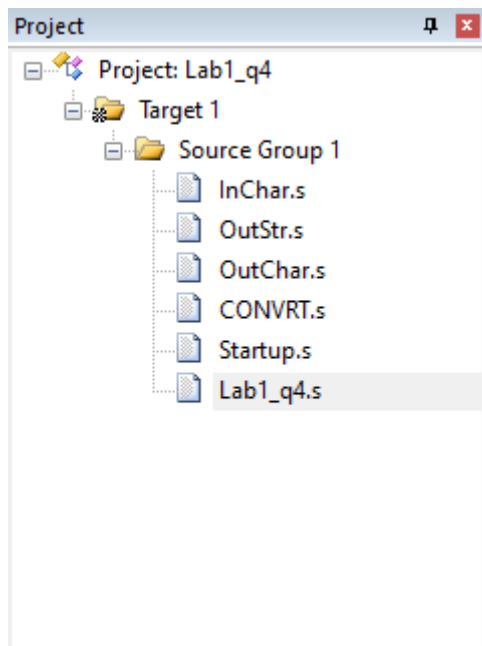 Project
Project: Lab1_q4
Target 1
Source Group 1
InChar.s
OutStr.s
OutChar.s
CONVRT.s
Startup.s
Lab1_q4.s